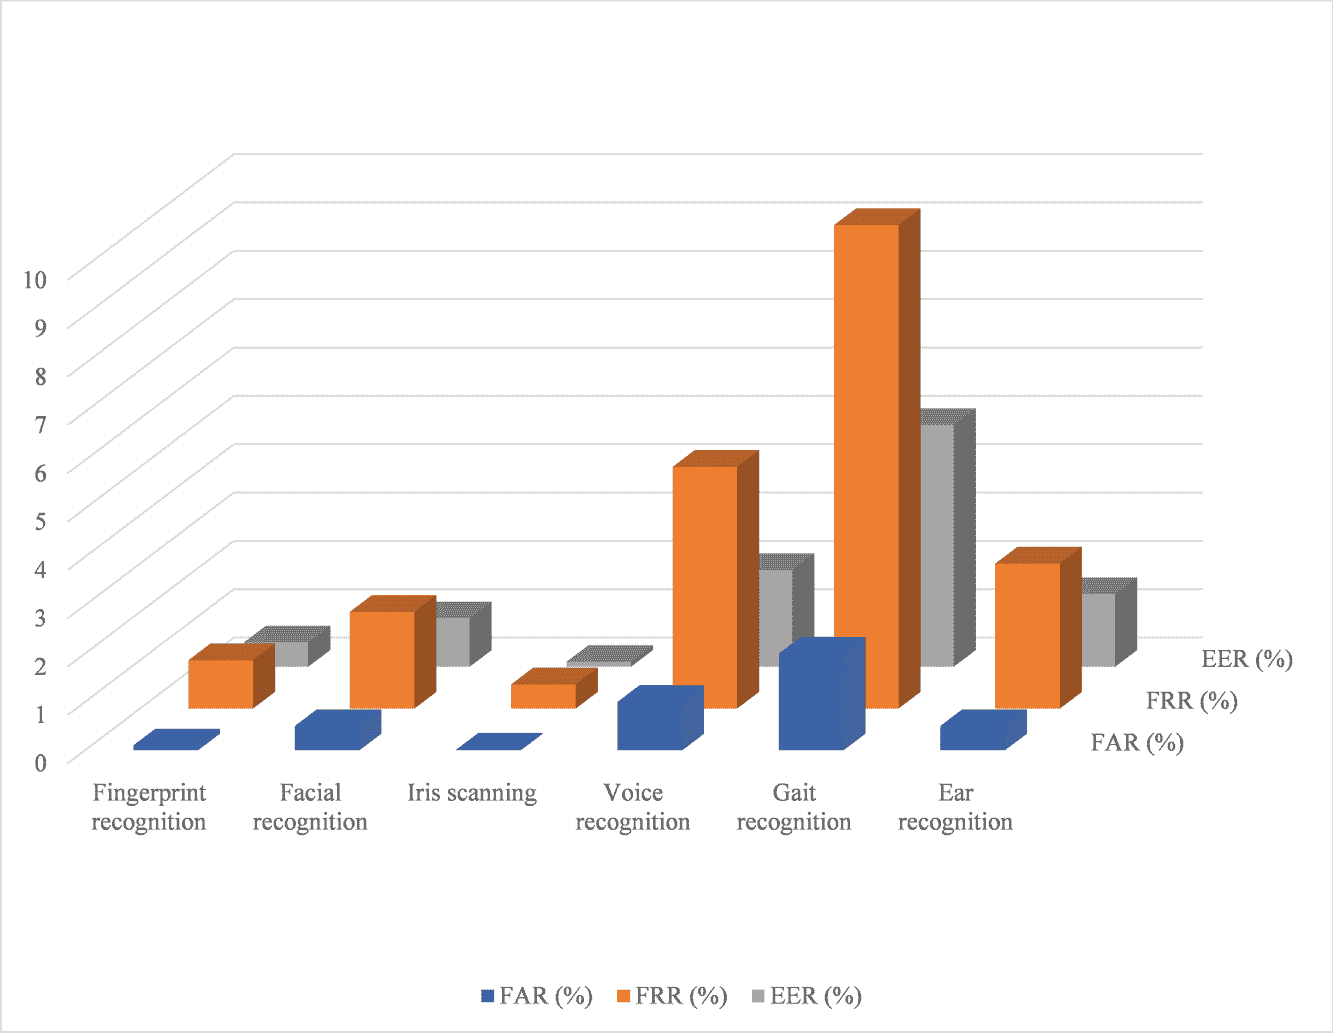 10
9
8
7
6
5
4
3
2
1
0
EER (%)
FRR (%)
FAR (%)
Fingerprint recognition
Facial recognition
Iris scanning
Voice recognition
Gait recognition
Ear recognition
FAR (%) FRR (%) EER (%)